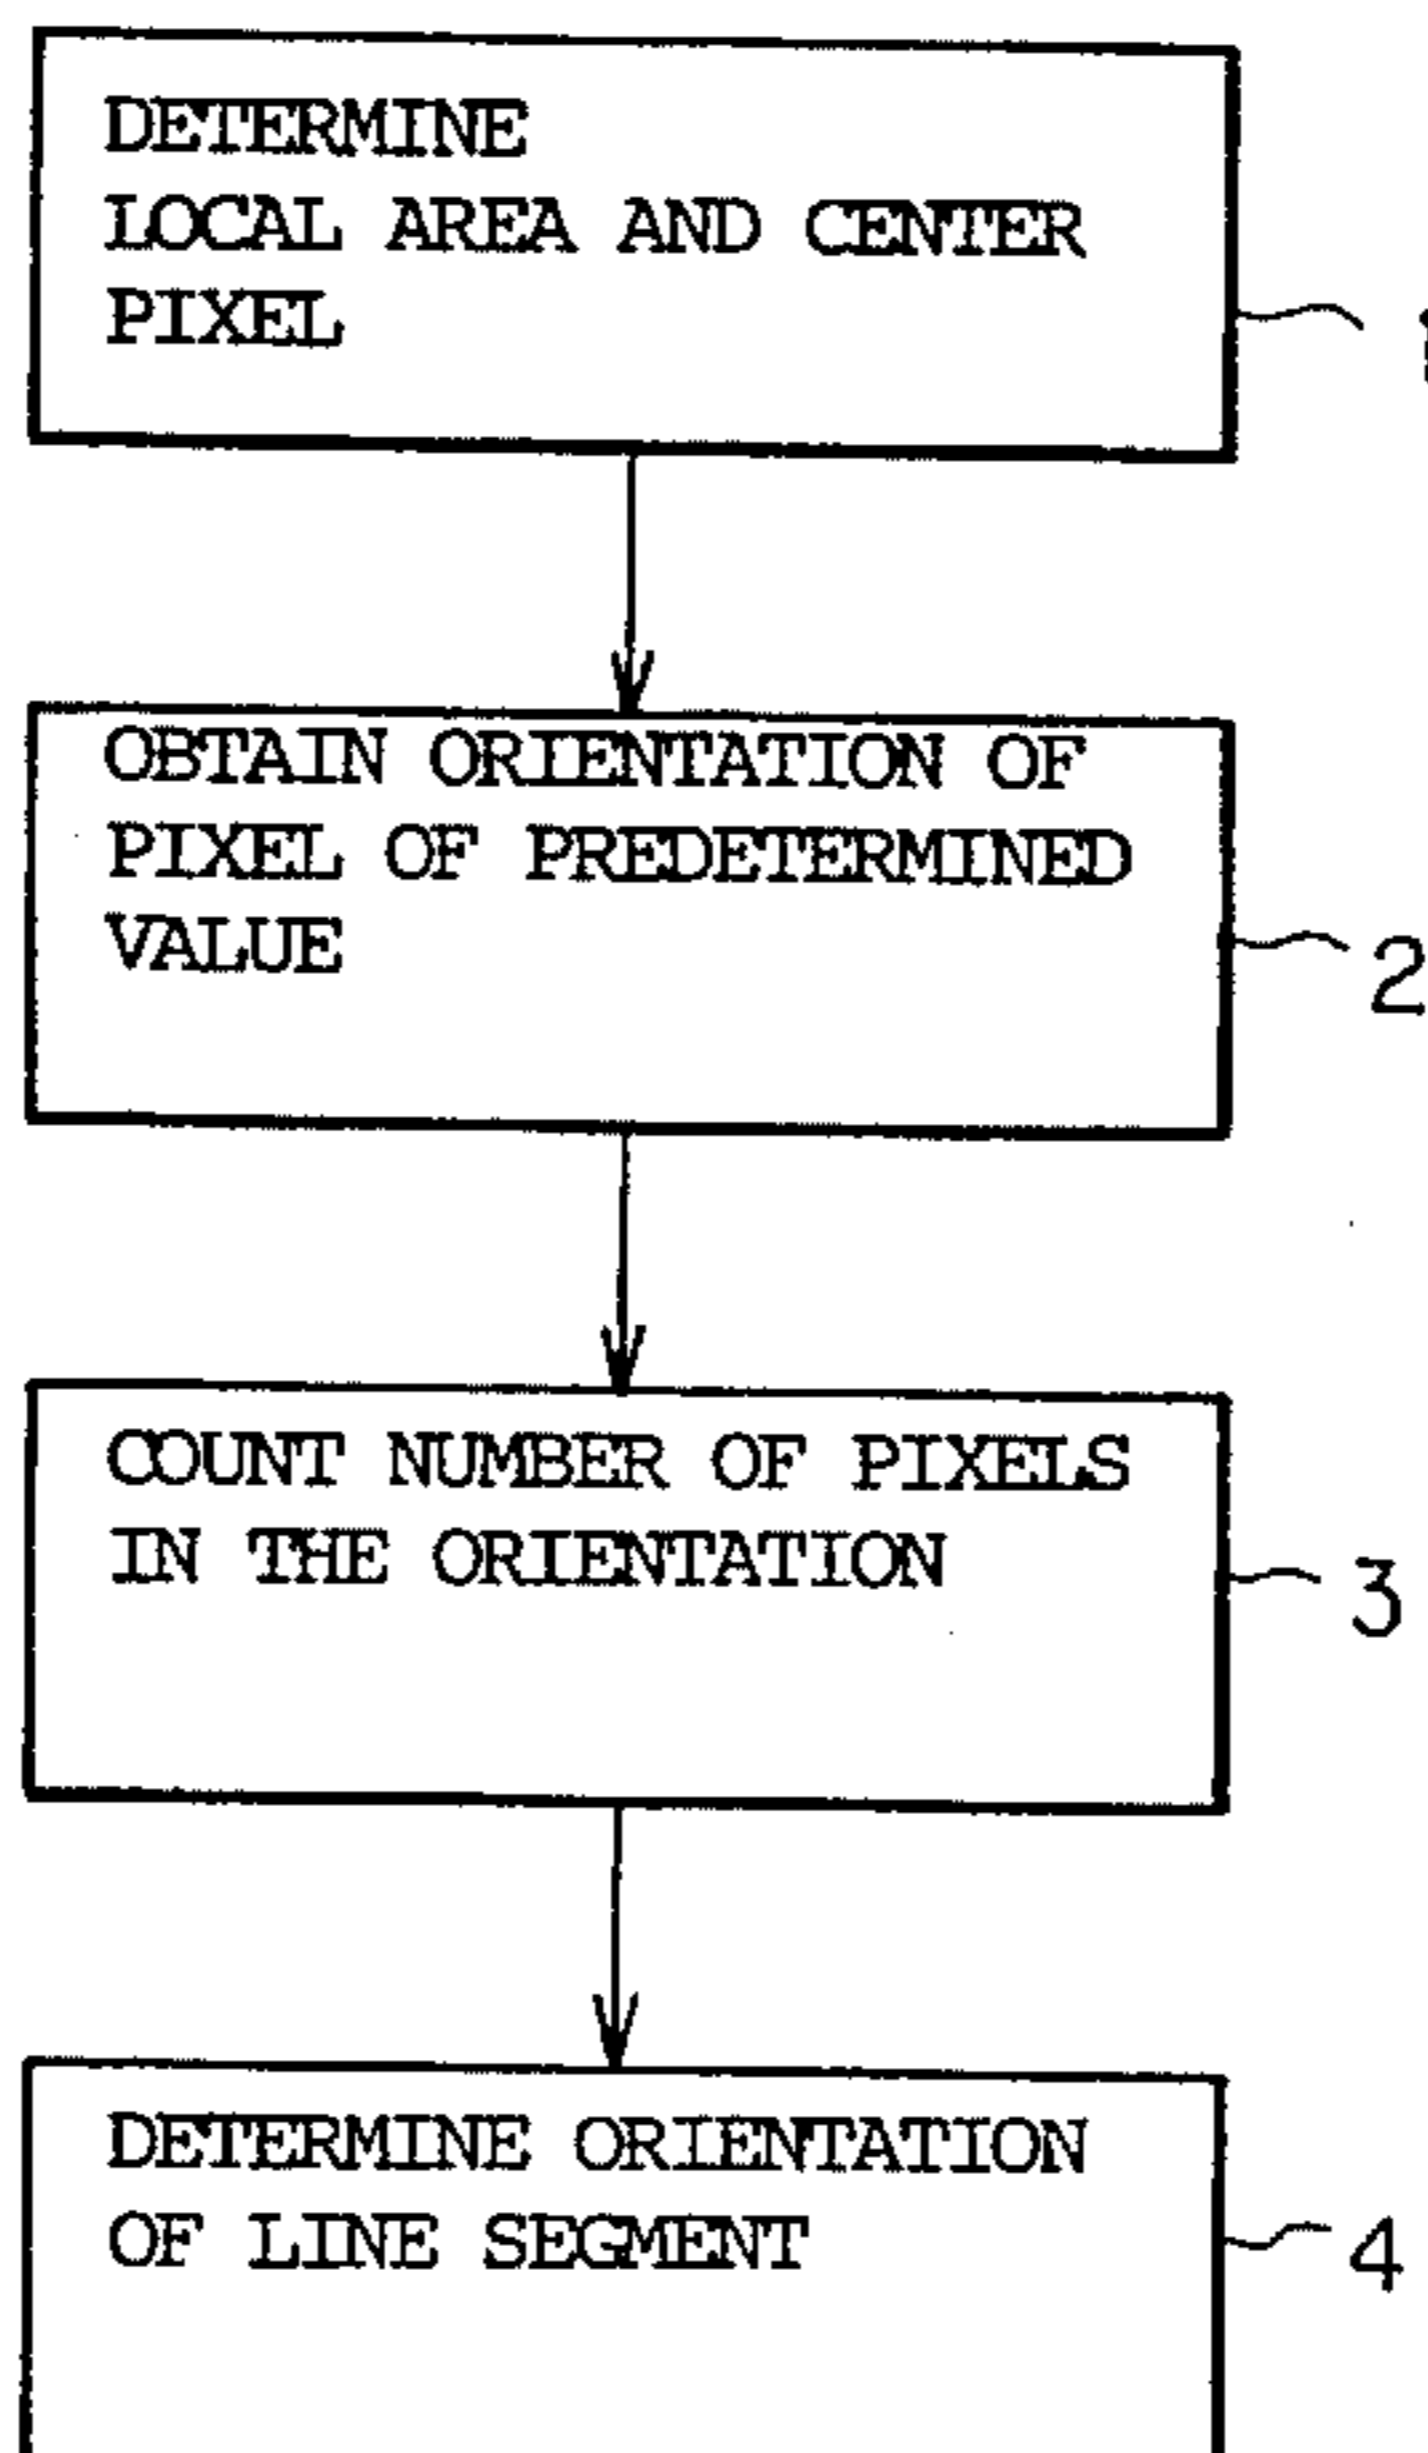 DETERMINE
LOCAL AREA AND CENTER
PIXEL
1
OBTAIN ORIENTATION OF
PIXEL OF PREDETERMINED
VALUE
2
COUNT NUMBER OF PIXELS
IN THE ORIENTATION
3
DETERMINE ORIENTATION
OF LINE SEGMENT
4